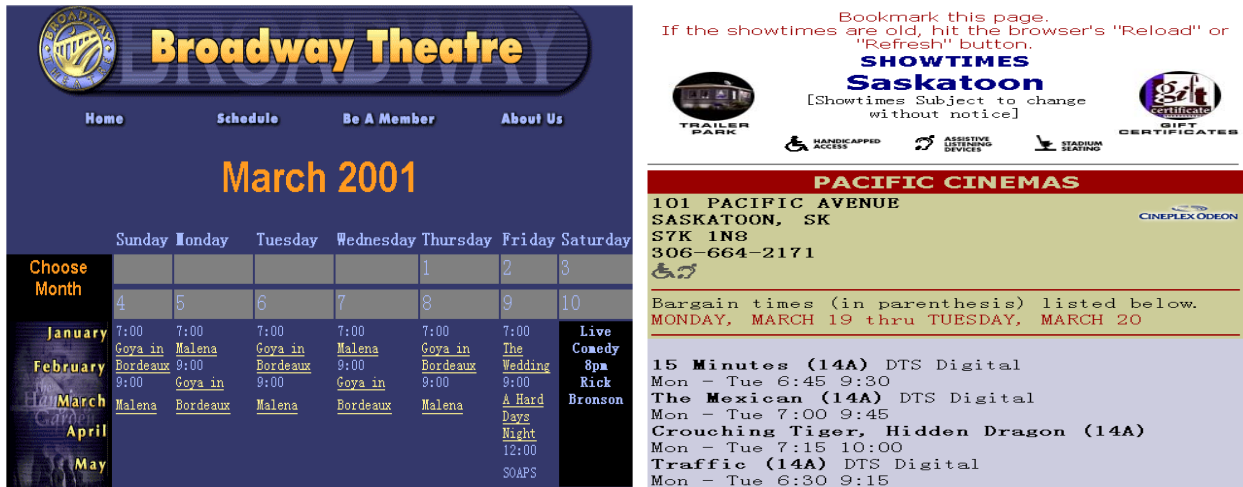 BROADWAY
THEATRE
Broadway Theatre
BROADWAY
Home Schedule Be A Member About Us
March 2001
Sunday Monday Tuesday Wednesday Thursday Friday Saturday
Choose
Month
1 2 3
4 5 6 7 8 9 10
January
February
March
April
May
7:00
Goya in
Bordeaux
9:00
Malena
7:00
Malena
9:00
Goya in
Bordeaux
7:00
Goya in
Bordeaux
9:00
Malena
7:00
Malena
9:00
Goya in
Bordeaux
7:00
Goya in
Bordeaux
9:00
Malena
7:00
The
Wedding
9:00
A Hard
Days
Night
12:00
SOAPS
Live
Comedy
8pm
Rick
Bronson
Bookmark this page.
If the showtimes are old, hit the browser's "Reload" or
"Refresh" button.
SHOWTIMES
Saskatoon
[Showtimes Subject to change
without notice]
TRAILER
PARK
gift
certificate
GIFT
CERTIFICATES
HANDICAPPED
ACCESS
ASSISTIVE
LISTENING
DEVICES
STADIUM
SEATING
PACIFIC CINEMAS
101 PACIFIC AVENUE
SASKATOON, SK
S7K 1N8
306-664-2171
CINEPLEX ODEON
Bargain times (in parenthesis) listed below.
MONDAY, MARCH 19 thru TUESDAY, MARCH 20
15 Minutes (14A) DTS Digital
Mon - Tue 6:45 9:30
The Mexican (14A) DTS Digital
Mon - Tue 7:00 9:45
Crouching Tiger, Hidden Dragon (14A)
Mon - Tue 7:15 10:00
Traffic (14A) DTS Digital
Mon - Tue 6:30 9:15